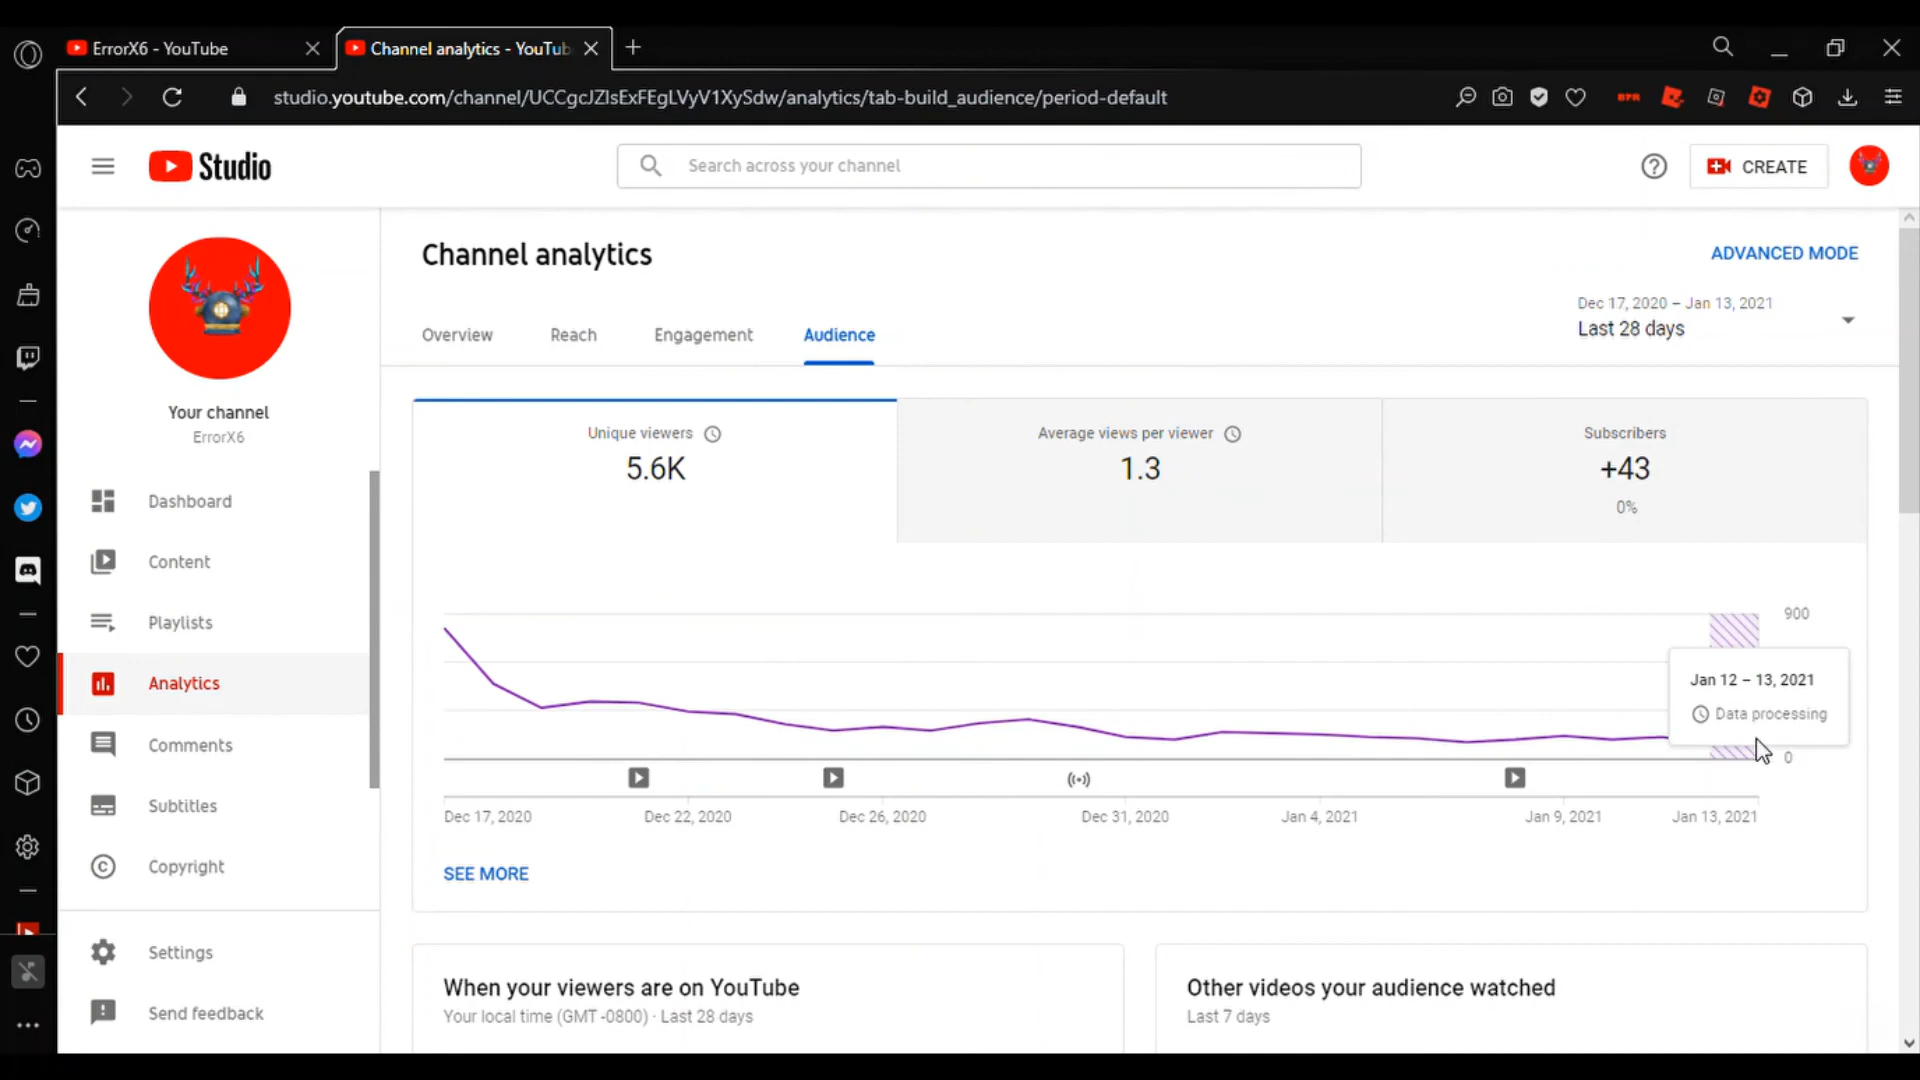 ErrorX6 - YouTube
Channel analytics - YouTub
studio.youtube.com/channel/UCCgcJZIsExFEgLVyV1XySdw/analytics/tab-build_audience/period-default
Studio
Search across your channel
CREATE
Your channel
ErrorX6
Dashboard
Content
Playlists
Analytics
Comments
Subtitles
Copyright
Settings
Send feedback
Channel analytics
ADVANCED MODE
Overview
Reach
Engagement
Audience
Dec 17, 2020 – Jan 13, 2021
Last 28 days
Unique viewers
5.6K
Average views per viewer
1.3
Subscribers
+43
0%
900
Jan 12 – 13, 2021
Data processing
0
Dec 17, 2020
Dec 22, 2020
Dec 26, 2020
Dec 31, 2020
Jan 4, 2021
Jan 9, 2021
Jan 13, 2021
SEE MORE
When your viewers are on YouTube
Your local time (GMT -0800) · Last 28 days
Other videos your audience watched
Last 7 days